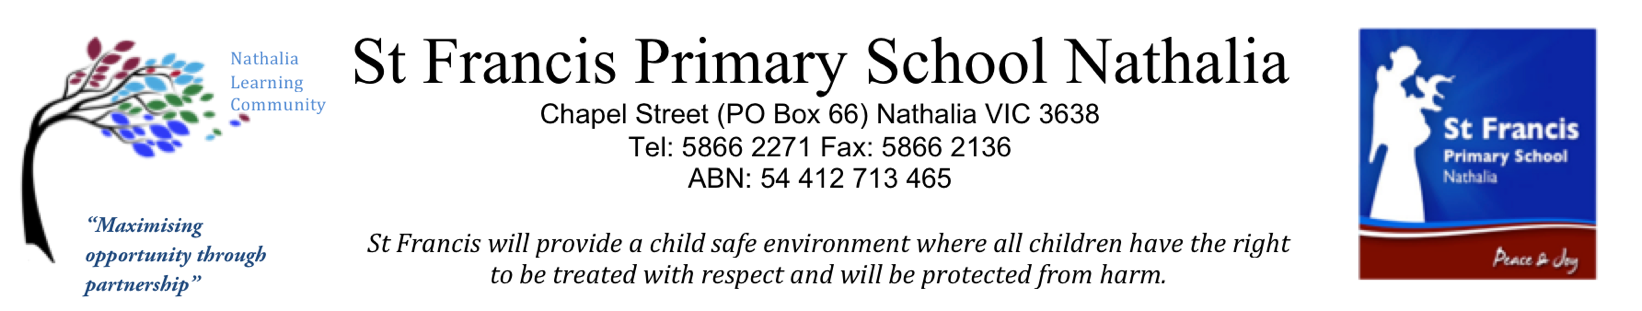 Nathalia
Learning
Community
“Maximising
opportunity through
partnership”
St Francis Primary School Nathalia
Chapel Street (PO Box 66) Nathalia VIC 3638
Tel: 5866 2271 Fax: 5866 2136
ABN: 54 412 713 465
St Francis will provide a child safe environment where all children have the right
to be treated with respect and will be protected from harm.
St Francis
Primary School
Nathalia
Peace & Joy